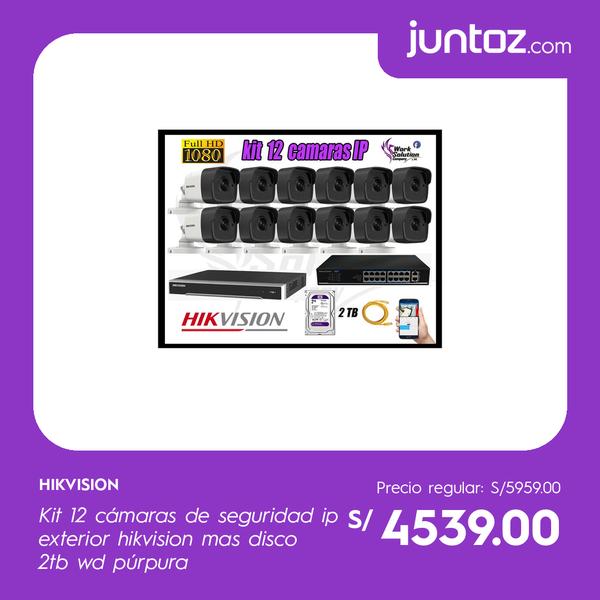 juntoz.com
Full HD
1080
kit 12 camaras IP
Work
Solution
Company
HIKVISION
2 TB
HIKVISION
Precio regular: S/5959.00
Kit 12 cámaras de seguridad ip
exterior hikvision mas disco
2tb wd púrpura
S/ 4539.00